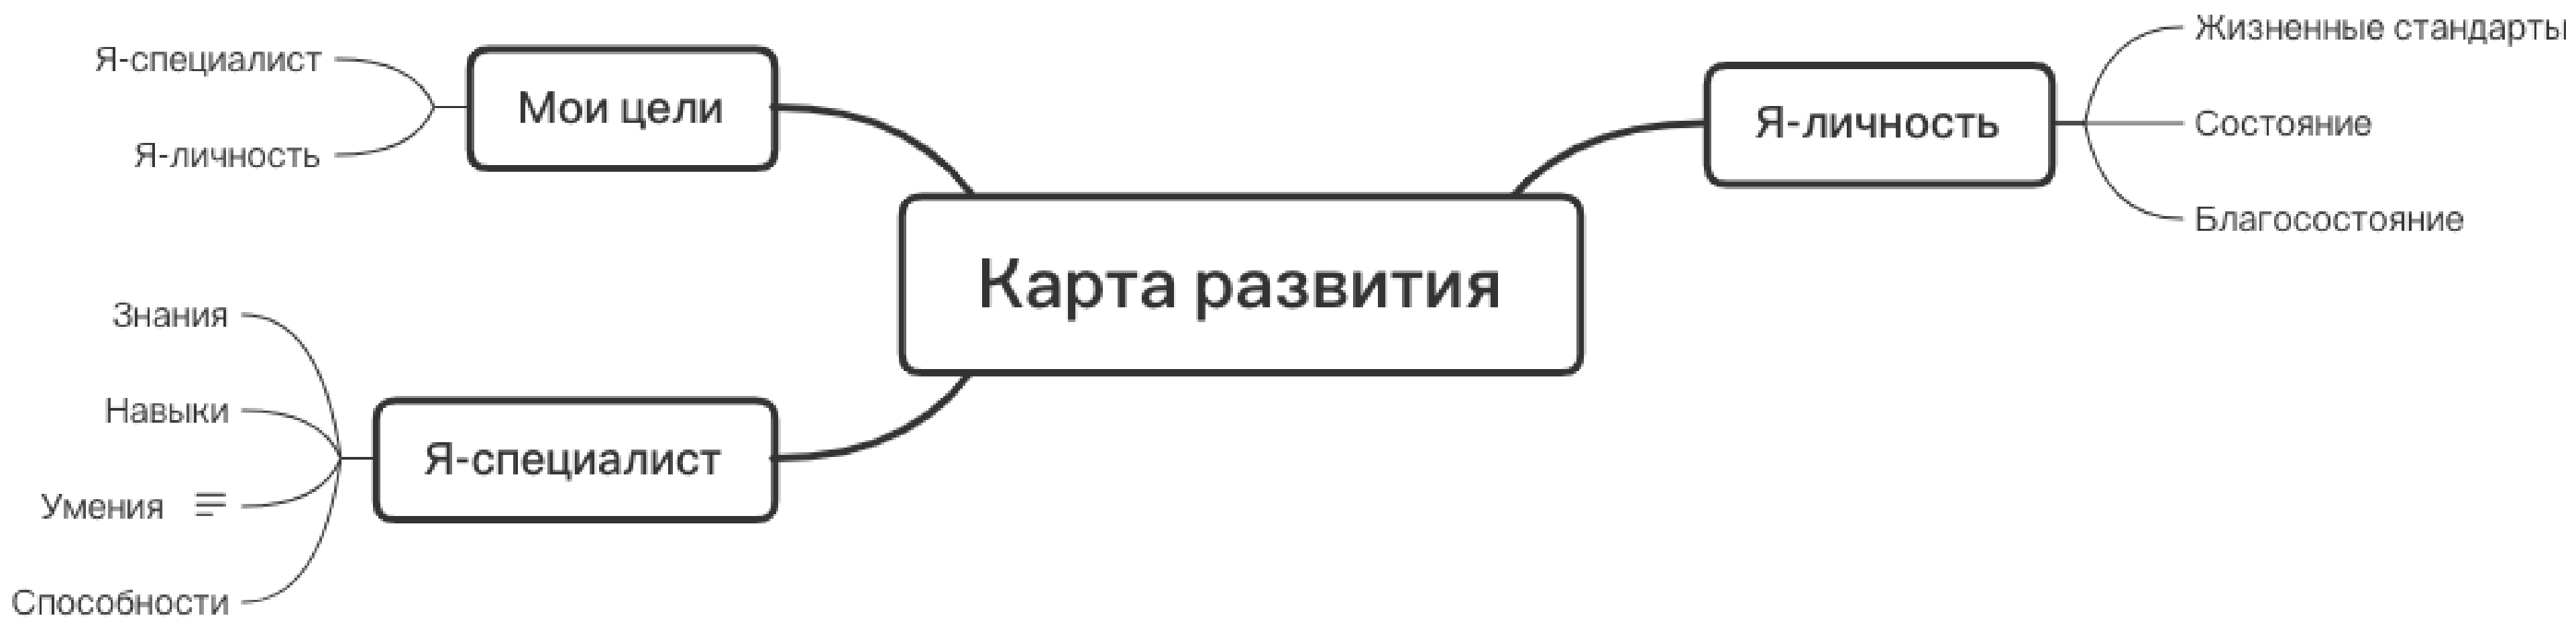 Карта развития
Мои цели
Я-специалист
Я-личность
Я-специалист
Знания
Навыки
Умения
Способности
Я-личность
Жизненные стандарты
Состояние
Благосостояние